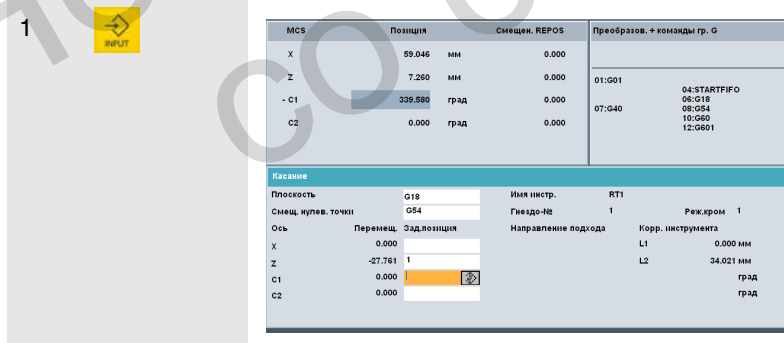 1
INPUT
MCS Позиция Смещен. REPOS
X 59.046 мм 0.000
Z 7.260 мм 0.000
- C1 339.580 град 0.000
C2 0.000 град 0.000
Преобразов. + команды гр. G
01:G01
04:STARTFIFO
06:G18
07:G40 08:G54
10:G60
12:G601
Касание
Плоскость G18 Имя инстр. RT1
Смещ. нулев. точки G54 Гнездо-№ 1 Реж.кром 1
Ось Перемещ. Зад.позиция Направление подхода Корр. инструмента
X 0.000 L1 0.000 мм
Z -27.761 1 L2 34.021 мм
C1 0.000 град
C2 0.000 град